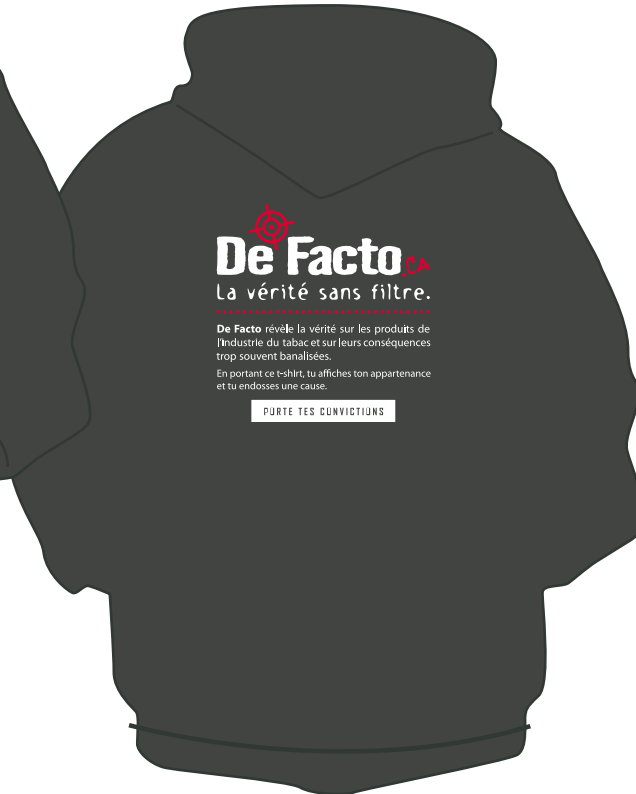 De Facto.CA
La vérité sans filtre.
De Facto révèle la vérité sur les produits de
l'industrie du tabac et sur leurs conséquences
trop souvent banalisées.
En portant ce t-shirt, tu affiches ton appartenance
et tu endosses une cause.
PORTE TES CONVICTIONS